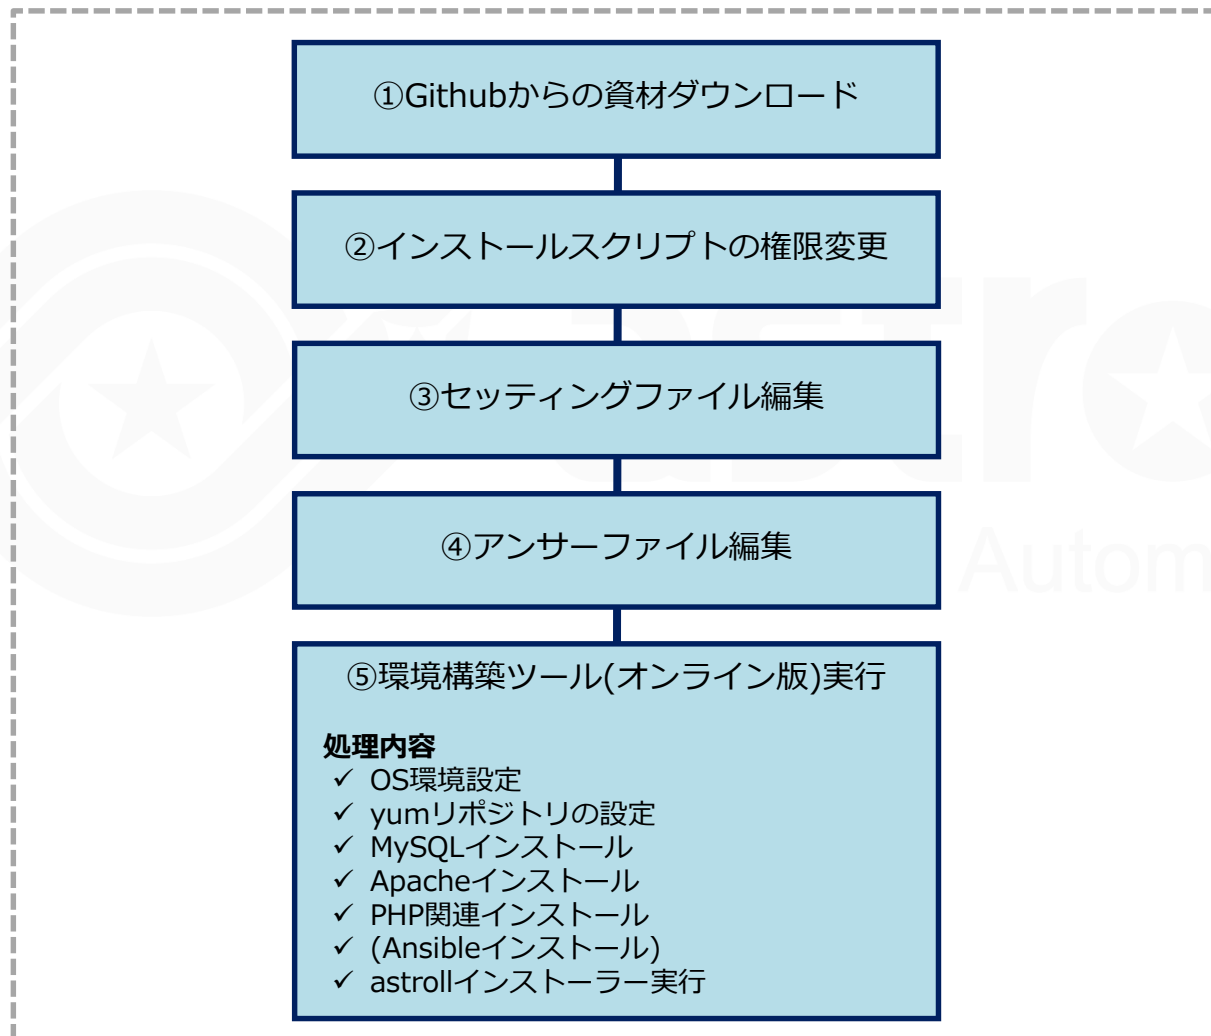 ①Githubからの資材ダウンロード
②インストールスクリプトの権限変更
③セッティングファイル編集
④アンサーファイル編集
⑤環境構築ツール(オンライン版)実行
処理内容
✓ OS環境設定
✓ yumリポジトリの設定
✓ MySQLインストール
✓ Apacheインストール
✓ PHP関連インストール
✓ (Ansibleインストール)
✓ astrollインストーラー実行
astro
Autom